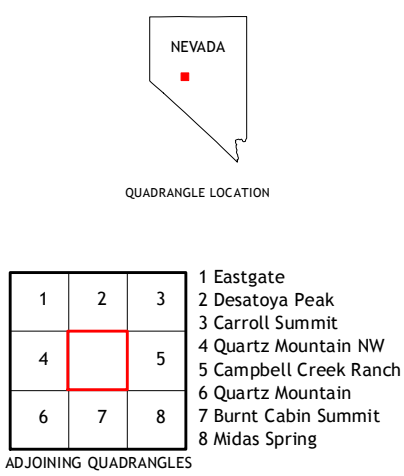 NEVADA
QUADRANGLE LOCATION
1 2 3
4 5
6 7 8
1 Eastgate
2 Desatoya Peak
3 Carroll Summit
4 Quartz Mountain NW
5 Campbell Creek Ranch
6 Quartz Mountain
7 Burnt Cabin Summit
8 Midas Spring
ADJOINING QUADRANGLES